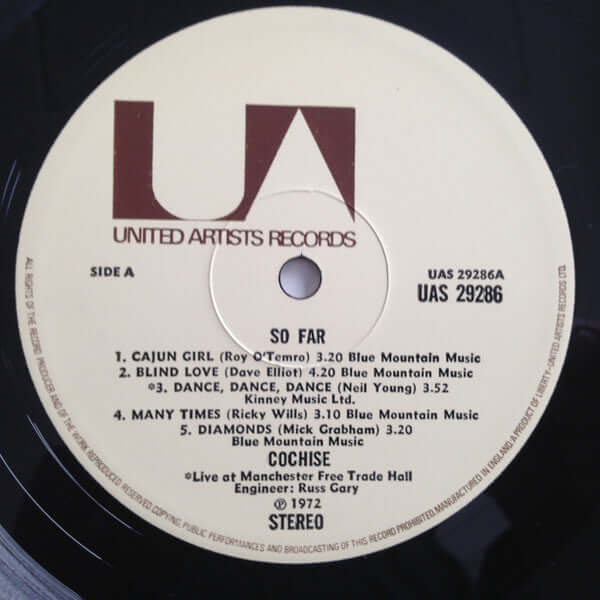 UA
UNITED ARTISTS RECORDS
SIDE A
UAS 29286A
UAS 29286
SO FAR
1. CAJUN GIRL (Roy O'Temro) 3.20 Blue Mountain Music
2. BLIND LOVE (Dave Elliot) 4.20 Blue Mountain Music
*3. DANCE, DANCE, DANCE (Neil Young) 3.52
Kinney Music Ltd.
4. MANY TIMES (Ricky Wills) 3.10 Blue Mountain Music
5. DIAMONDS (Mick Grabham) 3.20
Blue Mountain Music
COCHISE
*Live at Manchester Free Trade Hall
Engineer: Russ Gary
℗ 1972
STEREO
ALL RIGHTS OF THE RECORD PRODUCER AND OF THE WORK REPRODUCED RESERVED. COPYING, PUBLIC PERFORMANCES AND BROADCASTING OF THIS RECORD PROHIBITED. MANUFACTURED IN ENGLAND. A PRODUCT OF LIBERTY-UNITED ARTISTS RECORDS LTD.